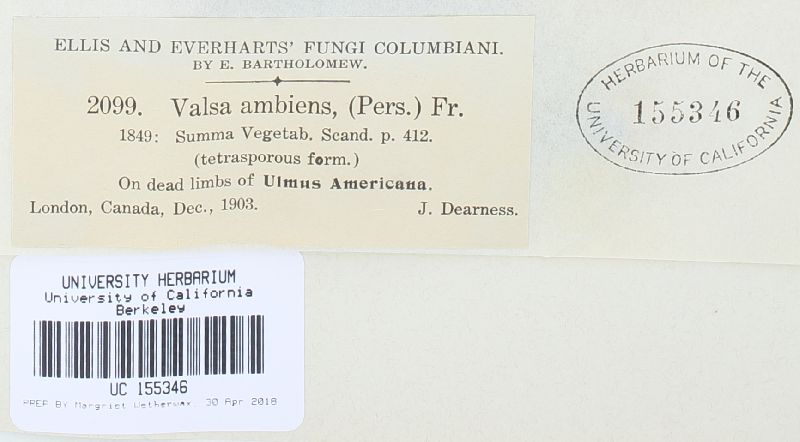 ELLIS AND EVERHARTS' FUNGI COLUMBIANI.
BY E. BARTHOLOMEW.
2099. Valsa ambiens, (Pers.) Fr.
1849: Summa Vegetab. Scand. p. 412.
(tetrasporous form.)
On dead limbs of Ulmus Americana.
London, Canada, Dec., 1903. J. Dearness.
HERBARIUM OF THE
155346
UNIVERSITY OF CALIFORNIA
UNIVERSITY HERBARIUM
University of California
Berkeley
UC 155346
PREP BY Margriet Wetherwax, 30 Apr 2018